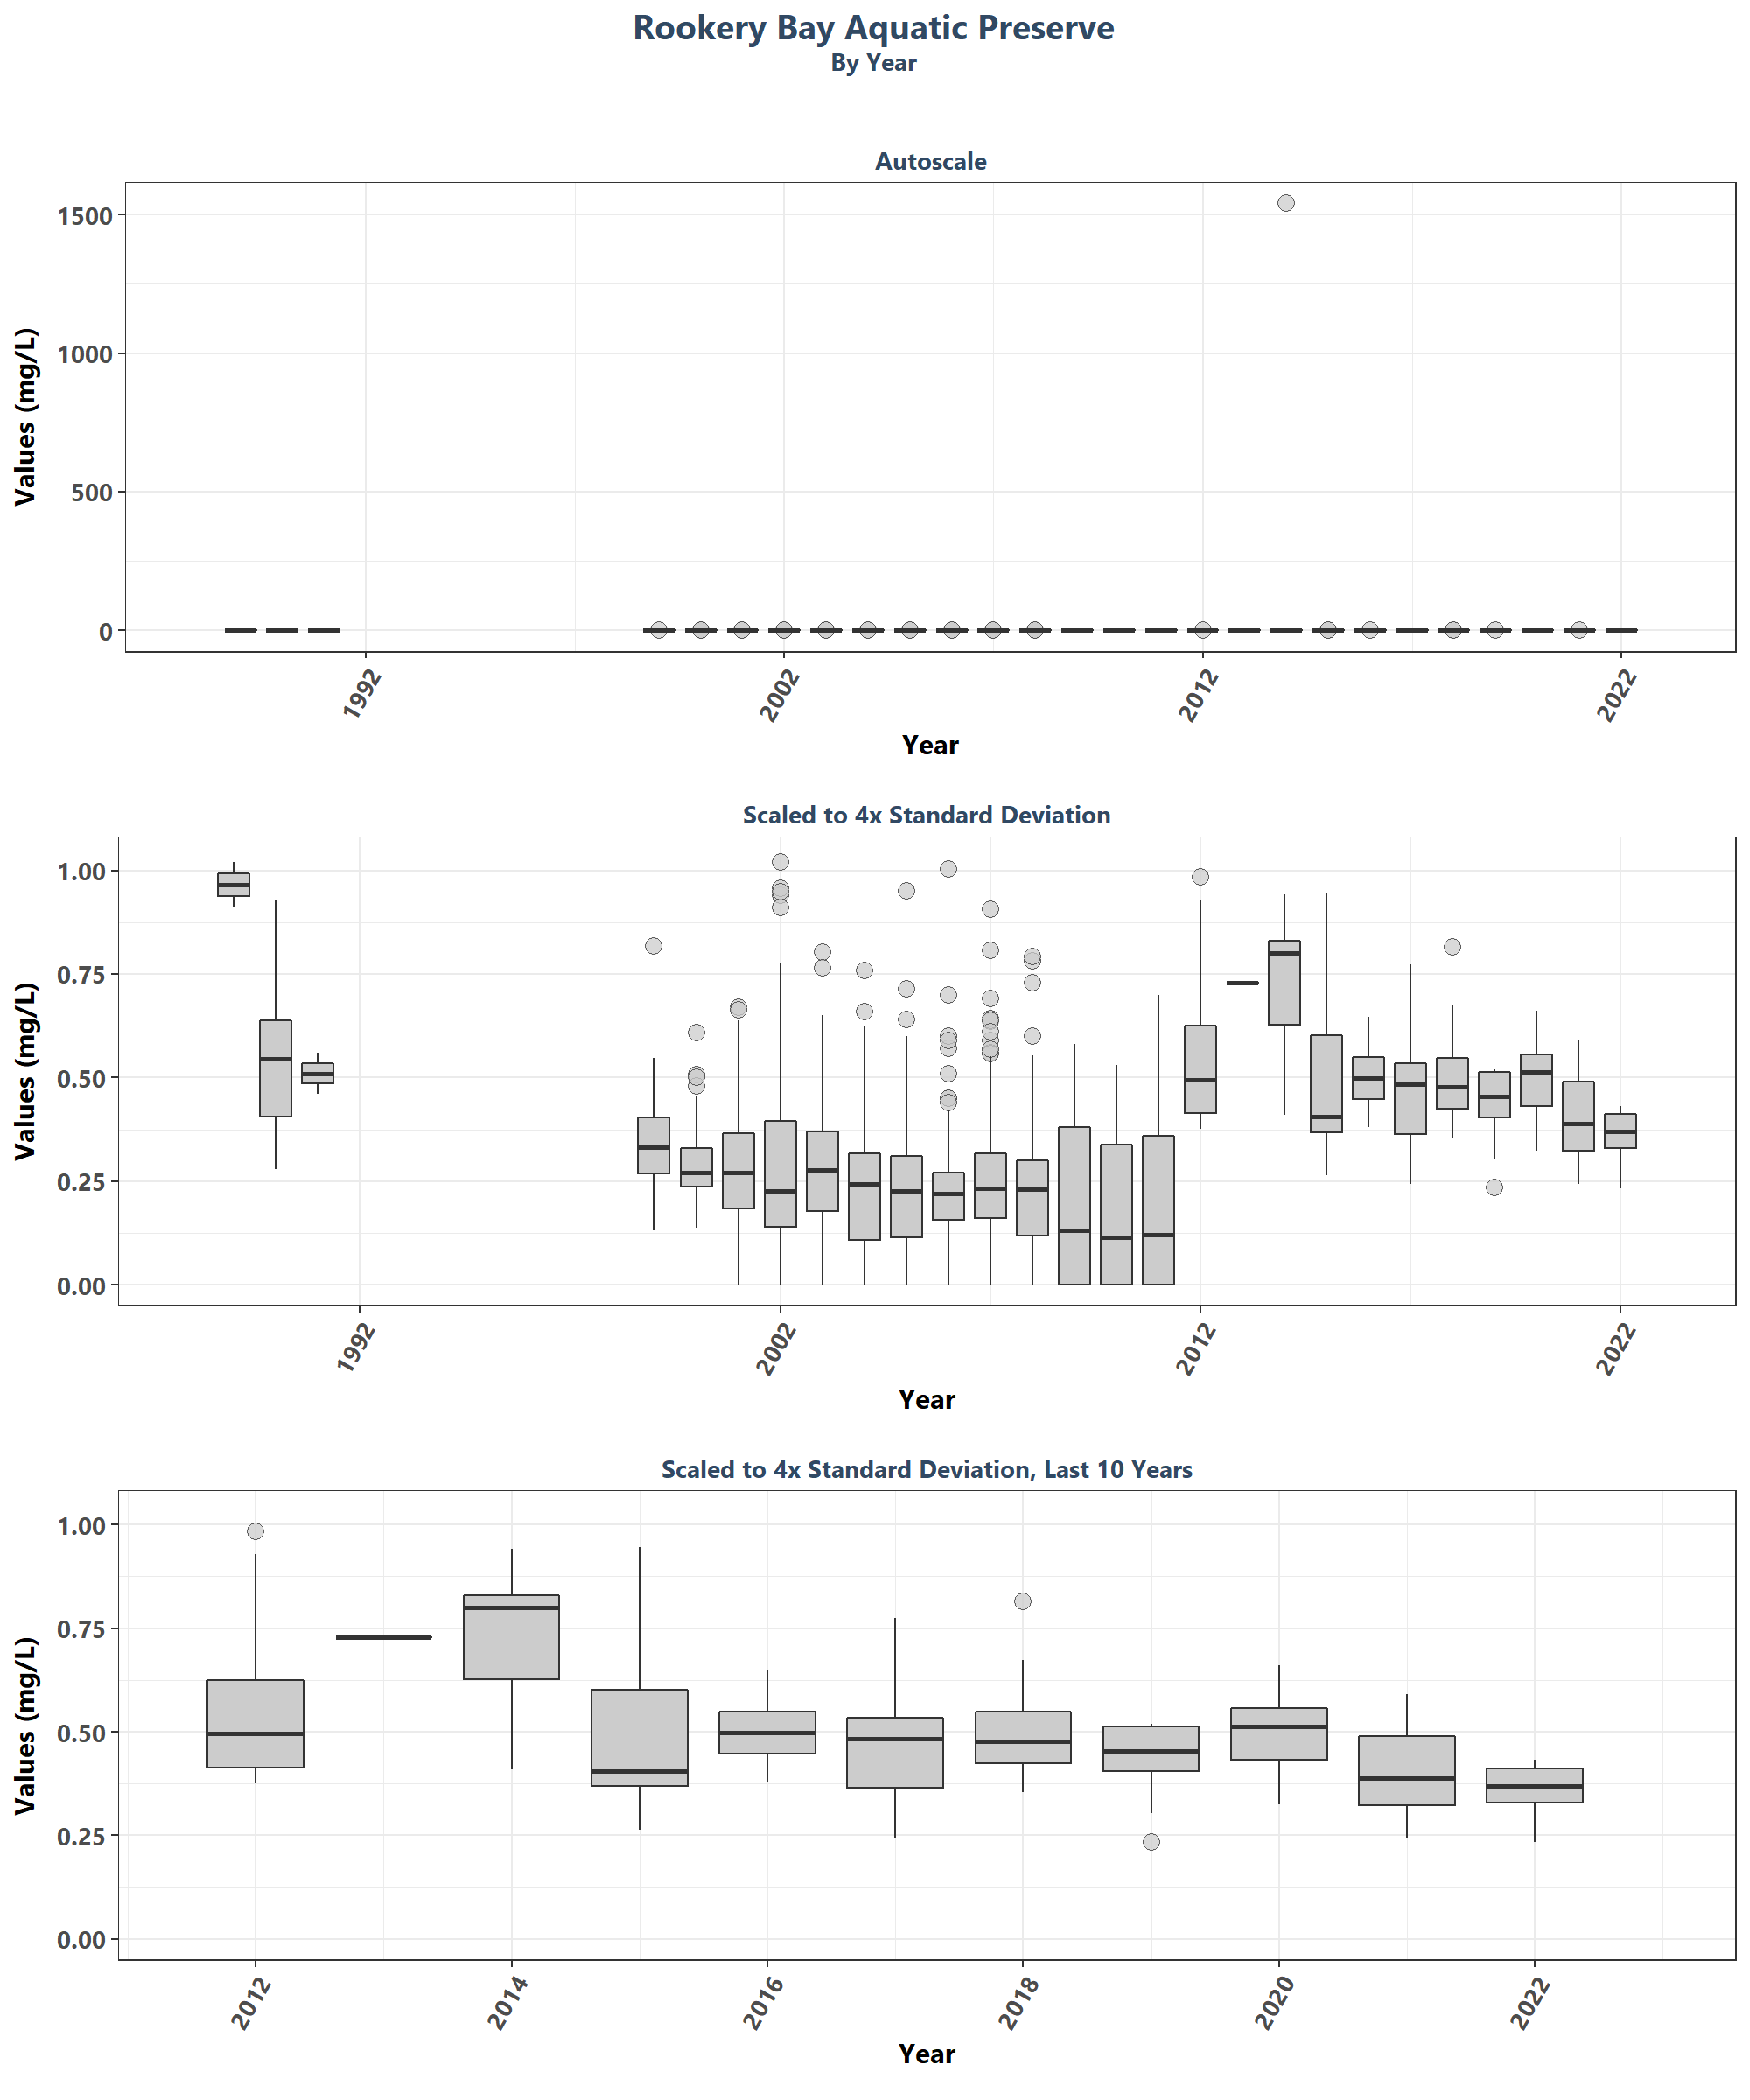 Rookery Bay Aquatic Preserve
By Year
Autoscale
Values (mg/L)
1500
1000
500
0
1992
2002
2012
2022
Year
Scaled to 4x Standard Deviation
Values (mg/L)
1.00
0.75
0.50
0.25
0.00
1992
2002
2012
2022
Year
Scaled to 4x Standard Deviation, Last 10 Years
Values (mg/L)
1.00
0.75
0.50
0.25
0.00
2012
2014
2016
2018
2020
2022
Year